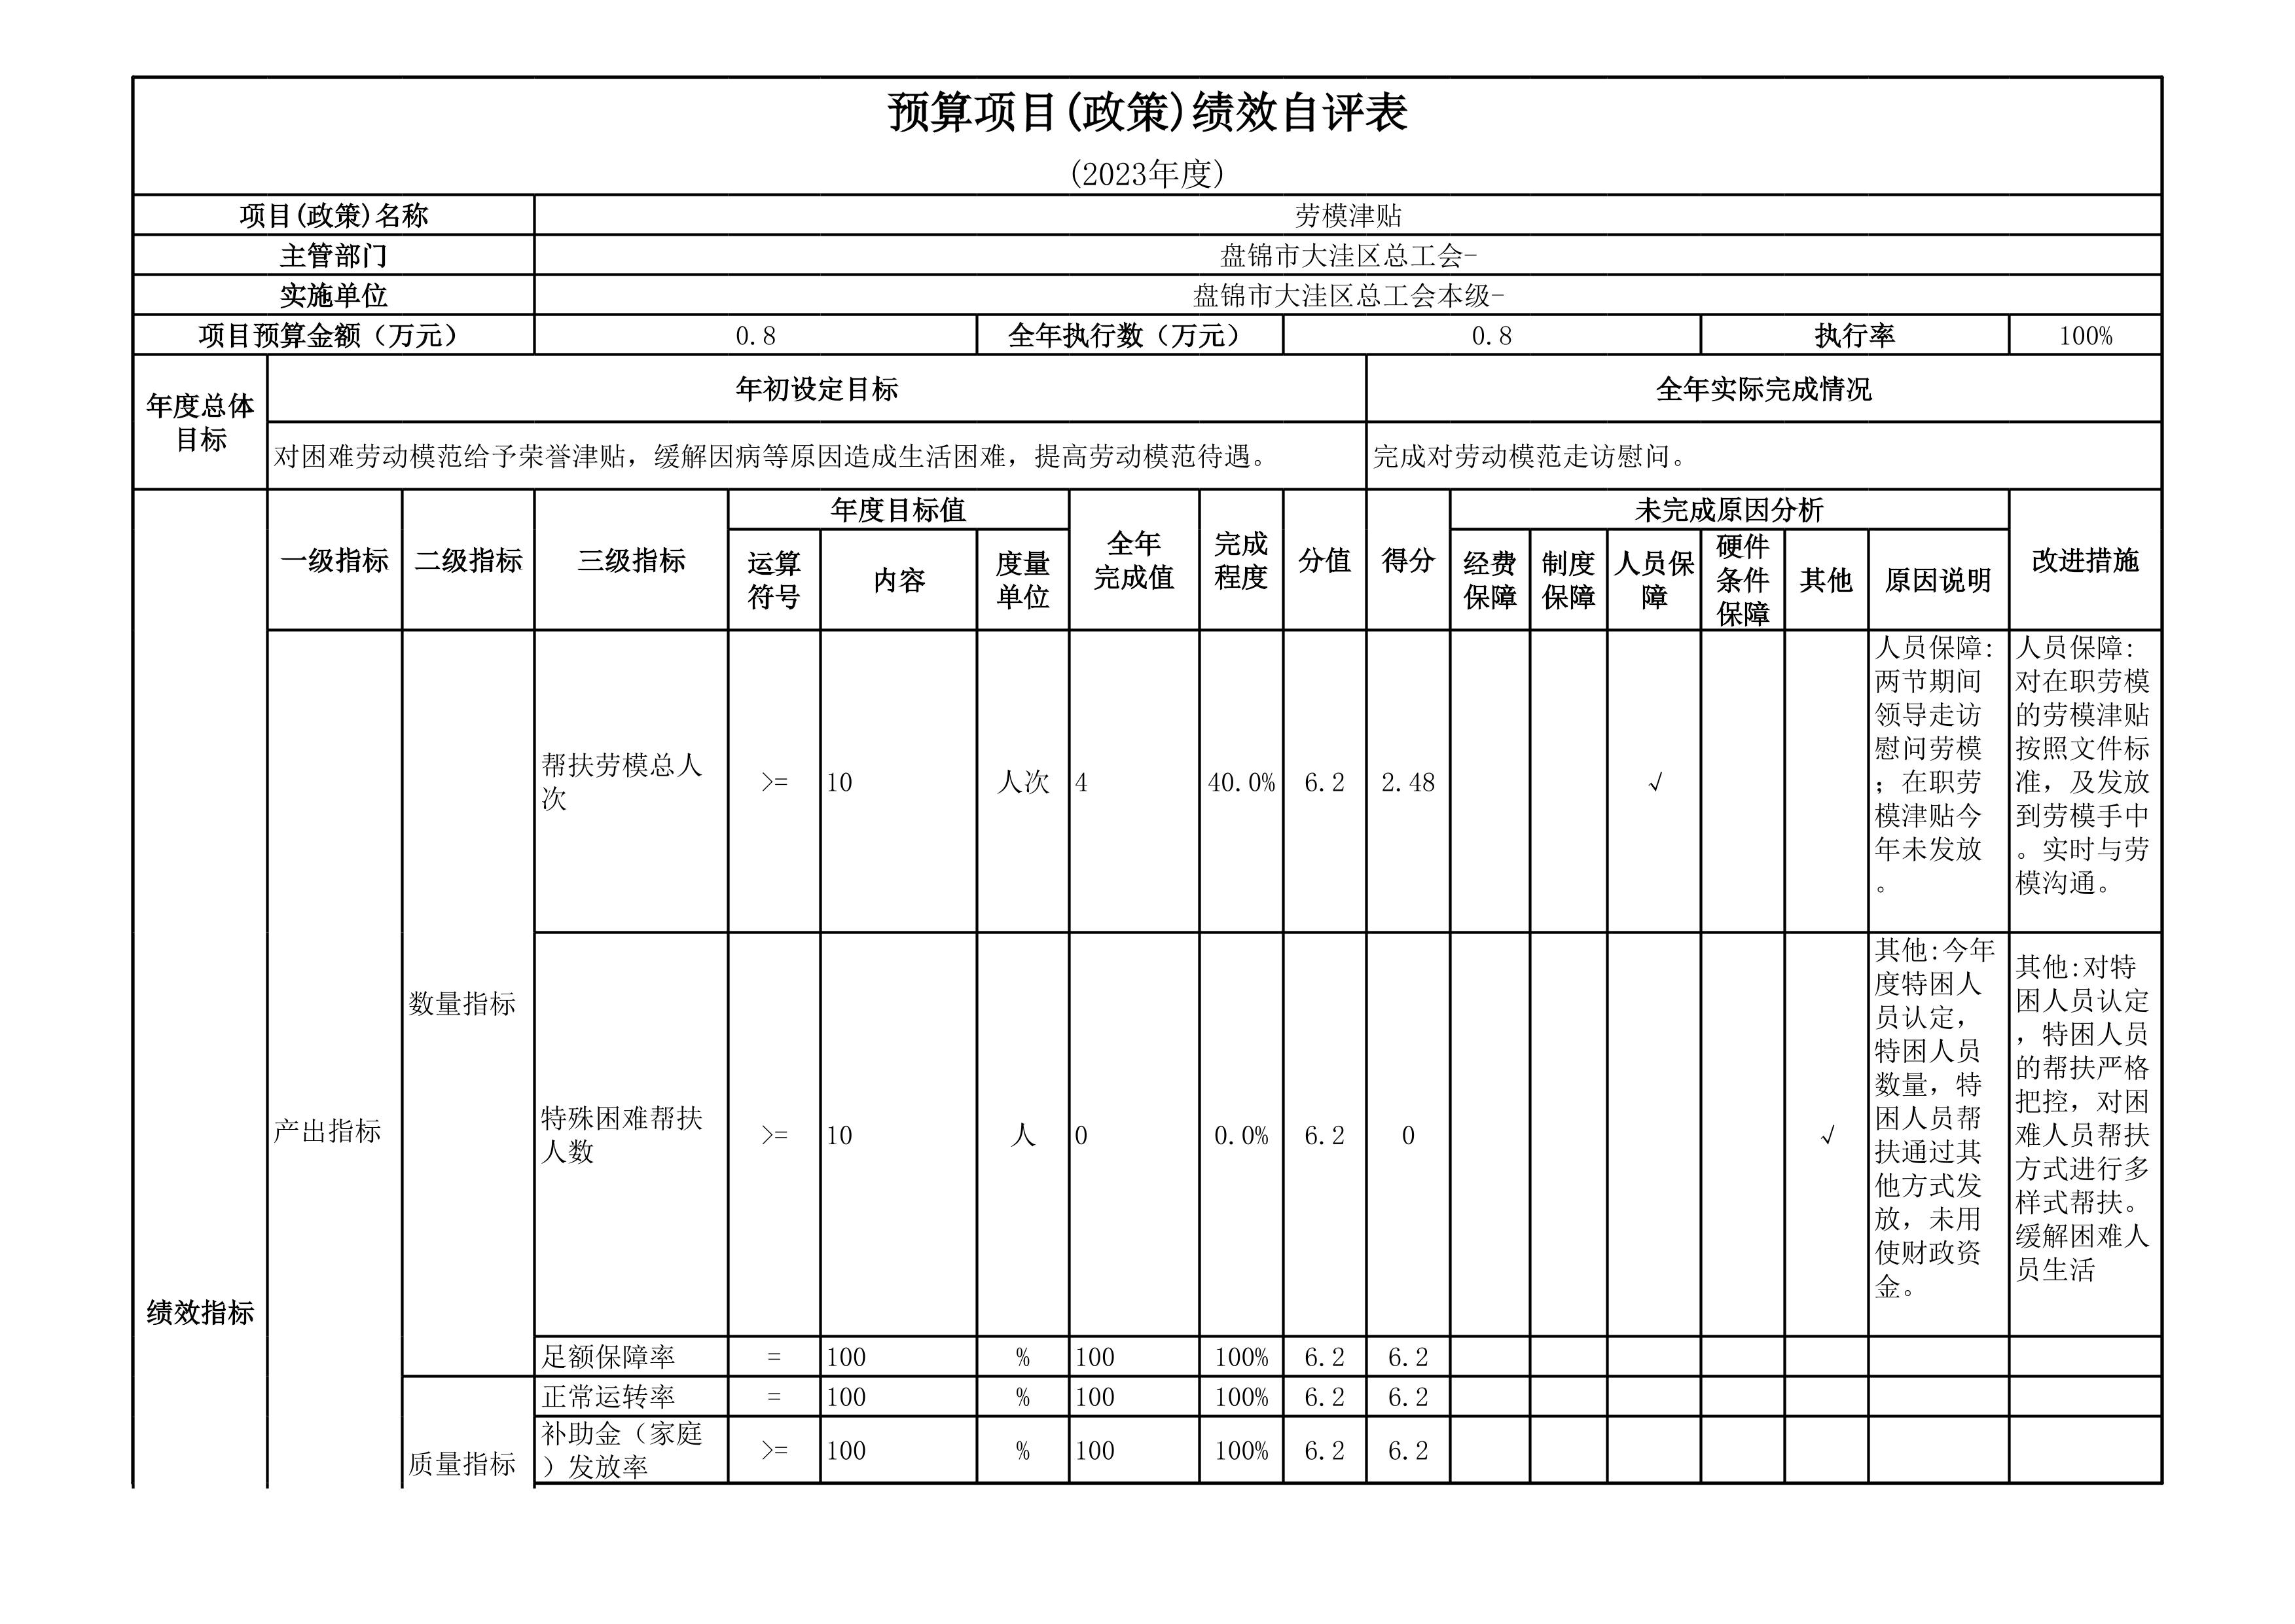 预算项目(政策)绩效自评表
(2023年度)
项目(政策)名称 劳模津贴
主管部门 盘锦市大洼区总工会-
实施单位 盘锦市大洼区总工会本级-
项目预算金额（万元） 0.8 全年执行数（万元） 0.8 执行率 100%
年度总体
目标
年初设定目标 全年实际完成情况
对困难劳动模范给予荣誉津贴，缓解因病等原因造成生活困难，提高劳动模范待遇。 完成对劳动模范走访慰问。
绩效指标
一级指标 二级指标 三级指标
年度目标值
运算
符号
内容
度量
单位
全年
完成值
完成
程度
分值 得分
未完成原因分析
经费
保障
制度
保障
人员保
障
硬件
条件
保障
其他
原因说明
改进措施
产出指标
数量指标
帮扶劳模总人
次
>= 10 人次 4 40.0% 6.2 2.48 √
人员保障:
两节期间
领导走访
慰问劳模
；在职劳
模津贴今
年未发放
。
人员保障:
对在职劳模
的劳模津贴
按照文件标
准，及发放
到劳模手中
。实时与劳
模沟通。
特殊困难帮扶
人数
>= 10 人 0 0.0% 6.2 0 √
其他:今年
度特困人
员认定，
特困人员
数量，特
困人员帮
扶通过其
他方式发
放，未用
使财政资
金。
其他:对特
困人员认定
，特困人员
的帮扶严格
把控，对困
难人员帮扶
方式进行多
样式帮扶。
缓解困难人
员生活
足额保障率 = 100 % 100 100% 6.2 6.2
质量指标
正常运转率 = 100 % 100 100% 6.2 6.2
补助金（家庭
）发放率
>= 100 % 100 100% 6.2 6.2